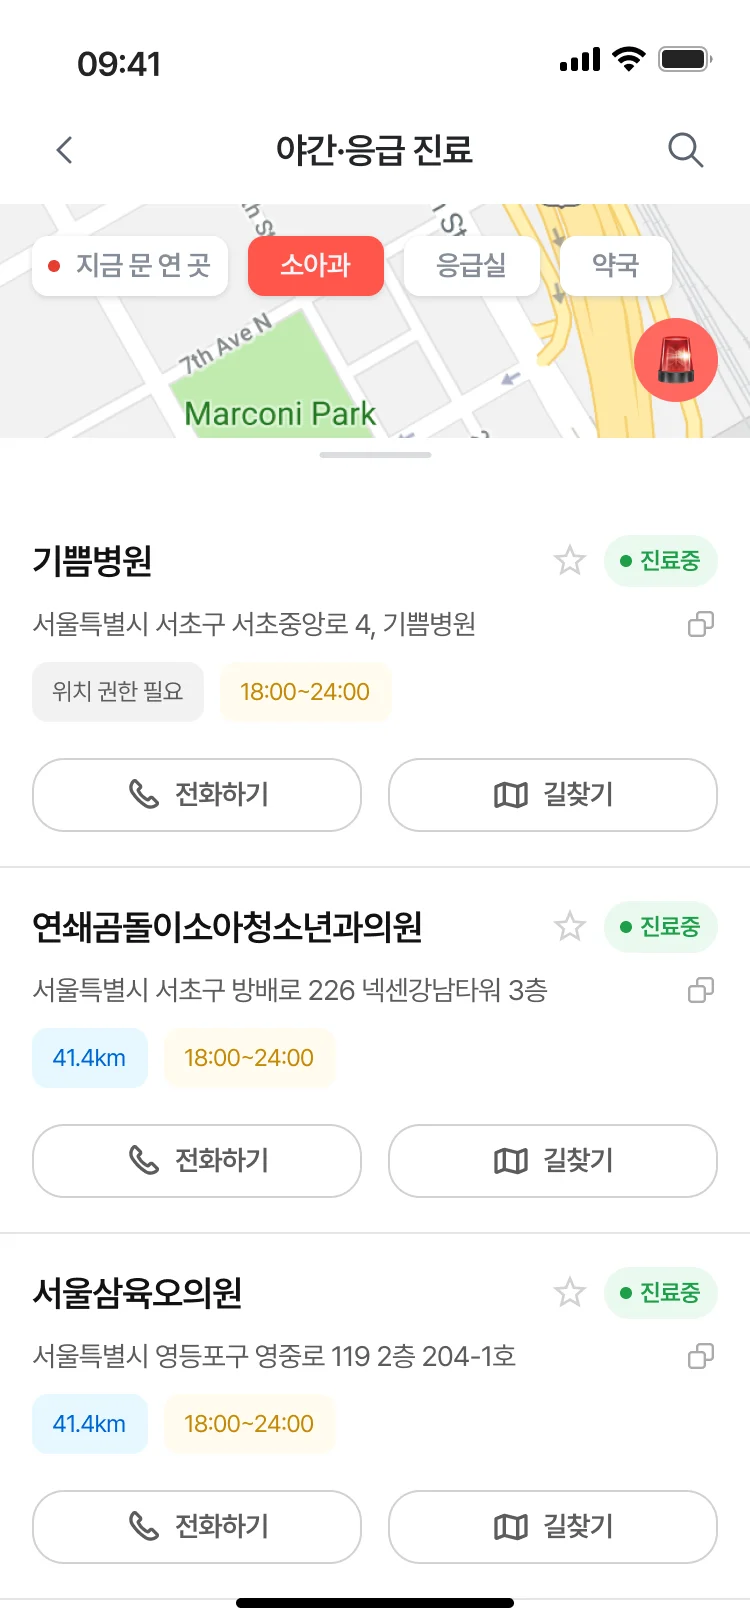 09:41
야간·응급 진료
지금 문 연 곳
소아과
응급실
약국
7th Ave N
Marconi Park
기쁨병원
진료중
서울특별시 서초구 서초중앙로 4, 기쁨병원
위치 권한 필요
18:00~24:00
전화하기
길찾기
연쇄곰돌이소아청소년과의원
진료중
서울특별시 서초구 방배로 226 넥센강남타워 3층
41.4km
18:00~24:00
전화하기
길찾기
서울삼육오의원
진료중
서울특별시 영등포구 영중로 119 2층 204-1호
41.4km
18:00~24:00
전화하기
길찾기